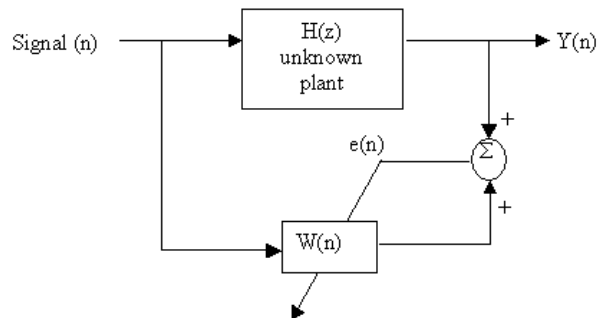 Signal (n)
H(z)
unknown
plant
Y(n)
+
e(n)
Σ
+
W(n)